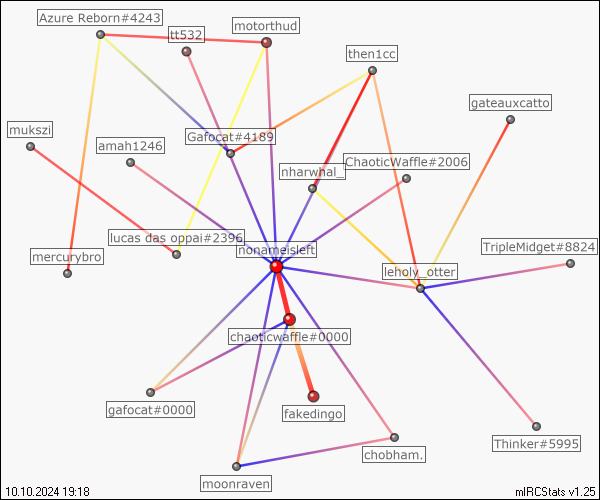 Azure Reborn#4243
tt532
motorthud
then1cc
gateauxcatto
mukszi
amah1246
Gafocat#4189
nharwhal_
ChaoticWaffle#2006
mercurybro
lucas das oppai#2396
nonameisleft
leholy_otter
TripleMidget#8824
chaoticwaffle#0000
gafocat#0000
fakedingo
chobham.
Thinker#5995
moonraven
10.10.2024 19:18
mIRCStats v1.25